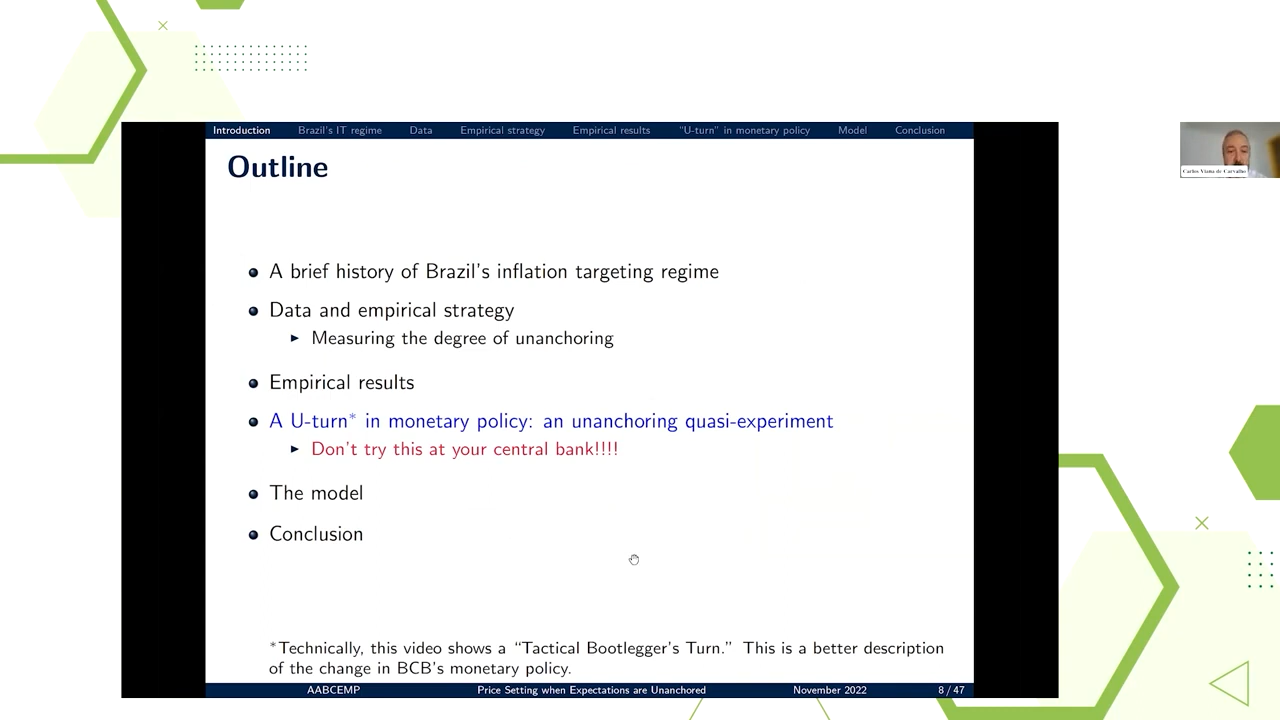 Introduction Brazil's IT regime Data Empirical strategy Empirical results "U-turn" in monetary policy Model Conclusion
Outline
A brief history of Brazil's inflation targeting regime
Data and empirical strategy
Measuring the degree of unanchoring
Empirical results
A U-turn* in monetary policy: an unanchoring quasi-experiment
Don't try this at your central bank!!!!
The model
Conclusion
*Technically, this video shows a “Tactical Bootlegger's Turn.” This is a better description
of the change in BCB's monetary policy.
AABCEMP Price Setting when Expectations are Unanchored November 2022 8 / 47
Carlos Viana de Carvalho